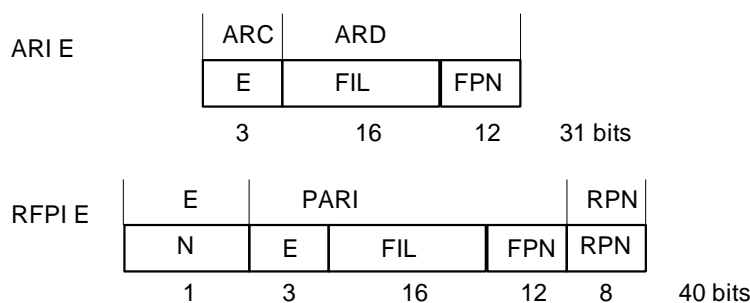 ARC ARD
ARI E
E FIL FPN
3 16 12 31 bits
E PARI RPN
RFPI E
N E FIL FPN RPN
1 3 16 12 8 40 bits